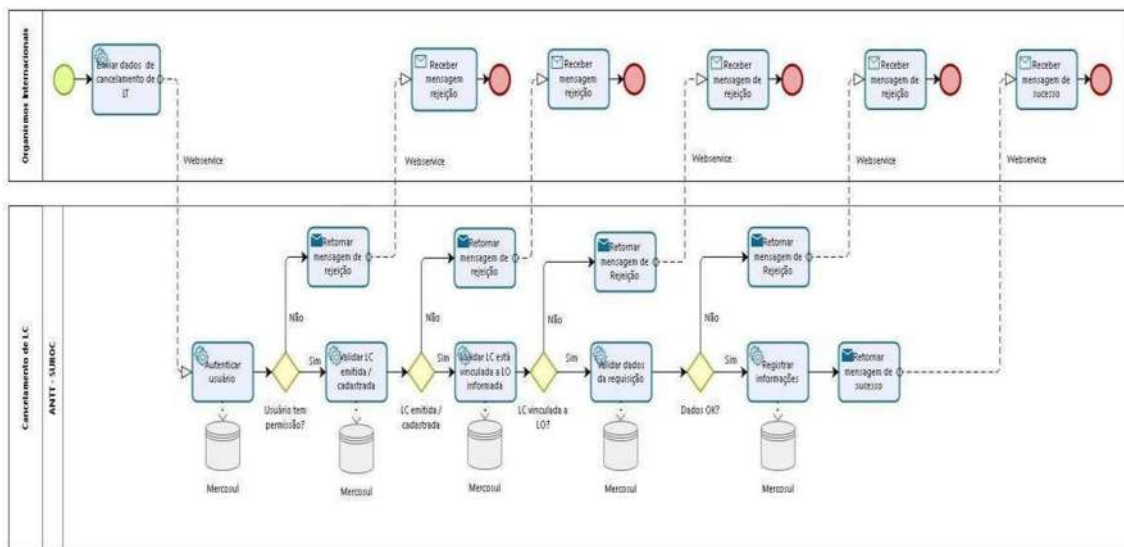 Organismos Internacionais
Enviar dados de
cancelamento de
LT
Receber
mensagem
rejeição
Receber
mensagem
rejeição
Receber
mensagem de
rejeição
Receber
mensagem de
rejeição
Receber
mensagem de
sucesso
Webservice
Webservice
Webservice
Webservice
Webservice
Webservice
Cancelamento de LC
ANTT - SUROC
Retornar
mensagem de
rejeição
Retornar
mensagem de
rejeição
Retornar
mensagem de
Rejeição
Retornar
mensagem de
Rejeição
Não
Não
Não
Não
Autenticar
usuário
Sim
Validar LC
emitida /
cadastrada
Sim
Validar LC está
vinculada a LO
informada
Sim
Validar dados
da requisição
Sim
Registrar
informações
Retornar
mensagem de
sucesso
Usuário tem
permissão?
LC emitida /
cadastrada
LC vinculada a
LO?
Dados OK?
Mercosul
Mercosul
Mercosul
Mercosul
Mercosul